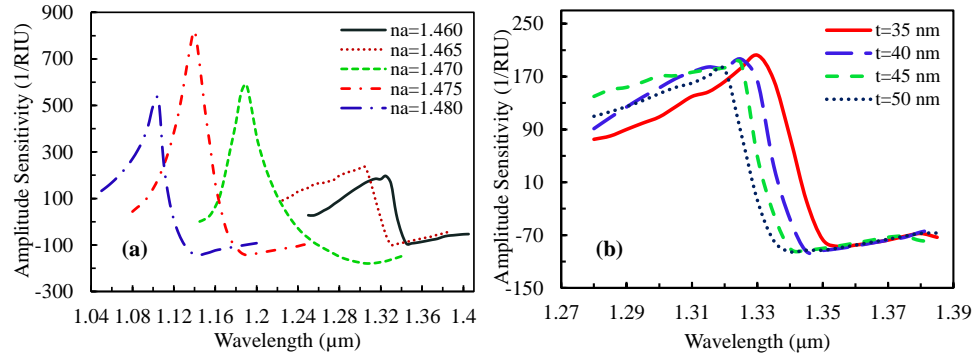 900
700
500
300
100
-100
-300
Amplitude Sensitivity (1/RIU)
na=1.460
na=1.465
na=1.470
na=1.475
na=1.480
(a)
1.04 1.08 1.12 1.16 1.20 1.24 1.28 1.32 1.36 1.4
Wavelength (μm)
250
170
90
10
-70
-150
Amplitude Sensitivity (1/RIU)
t=35 nm
t=40 nm
t=45 nm
t=50 nm
(b)
1.27 1.29 1.31 1.33 1.35 1.37 1.39
Wavelength (μm)